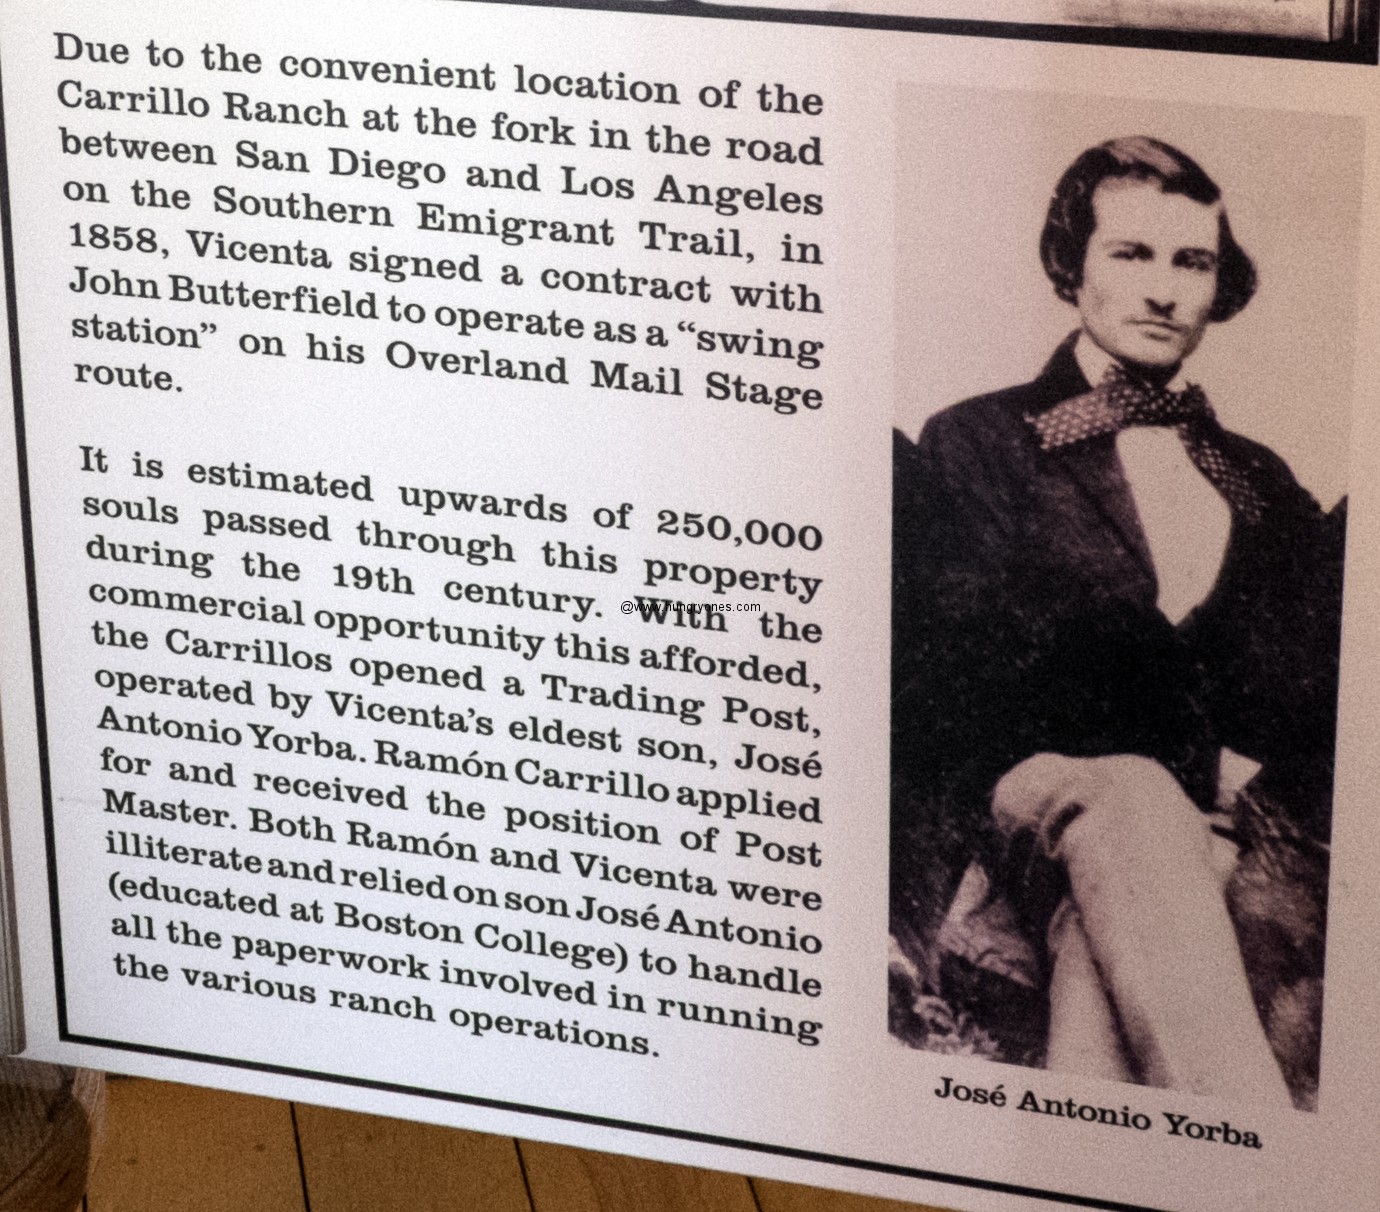 Due to the convenient location of the
Carrillo Ranch at the fork in the road
between San Diego and Los Angeles
on the Southern Emigrant Trail, in
1858, Vicenta signed a contract with
John Butterfield to operate as a “swing
station” on his Overland Mail Stage
route.
It is estimated upwards of 250,000
souls passed through this property
during the 19th century. With the
commercial opportunity this afforded,
the Carrillos opened a Trading Post,
operated by Vicenta’s eldest son, José
Antonio Yorba. Ramón Carrillo applied
for and received the position of Post
Master. Both Ramón and Vicenta were
illiterate and relied on son José Antonio
(educated at Boston College) to handle
all the paperwork involved in running
the various ranch operations.
José Antonio Yorba
@www.hungryones.com